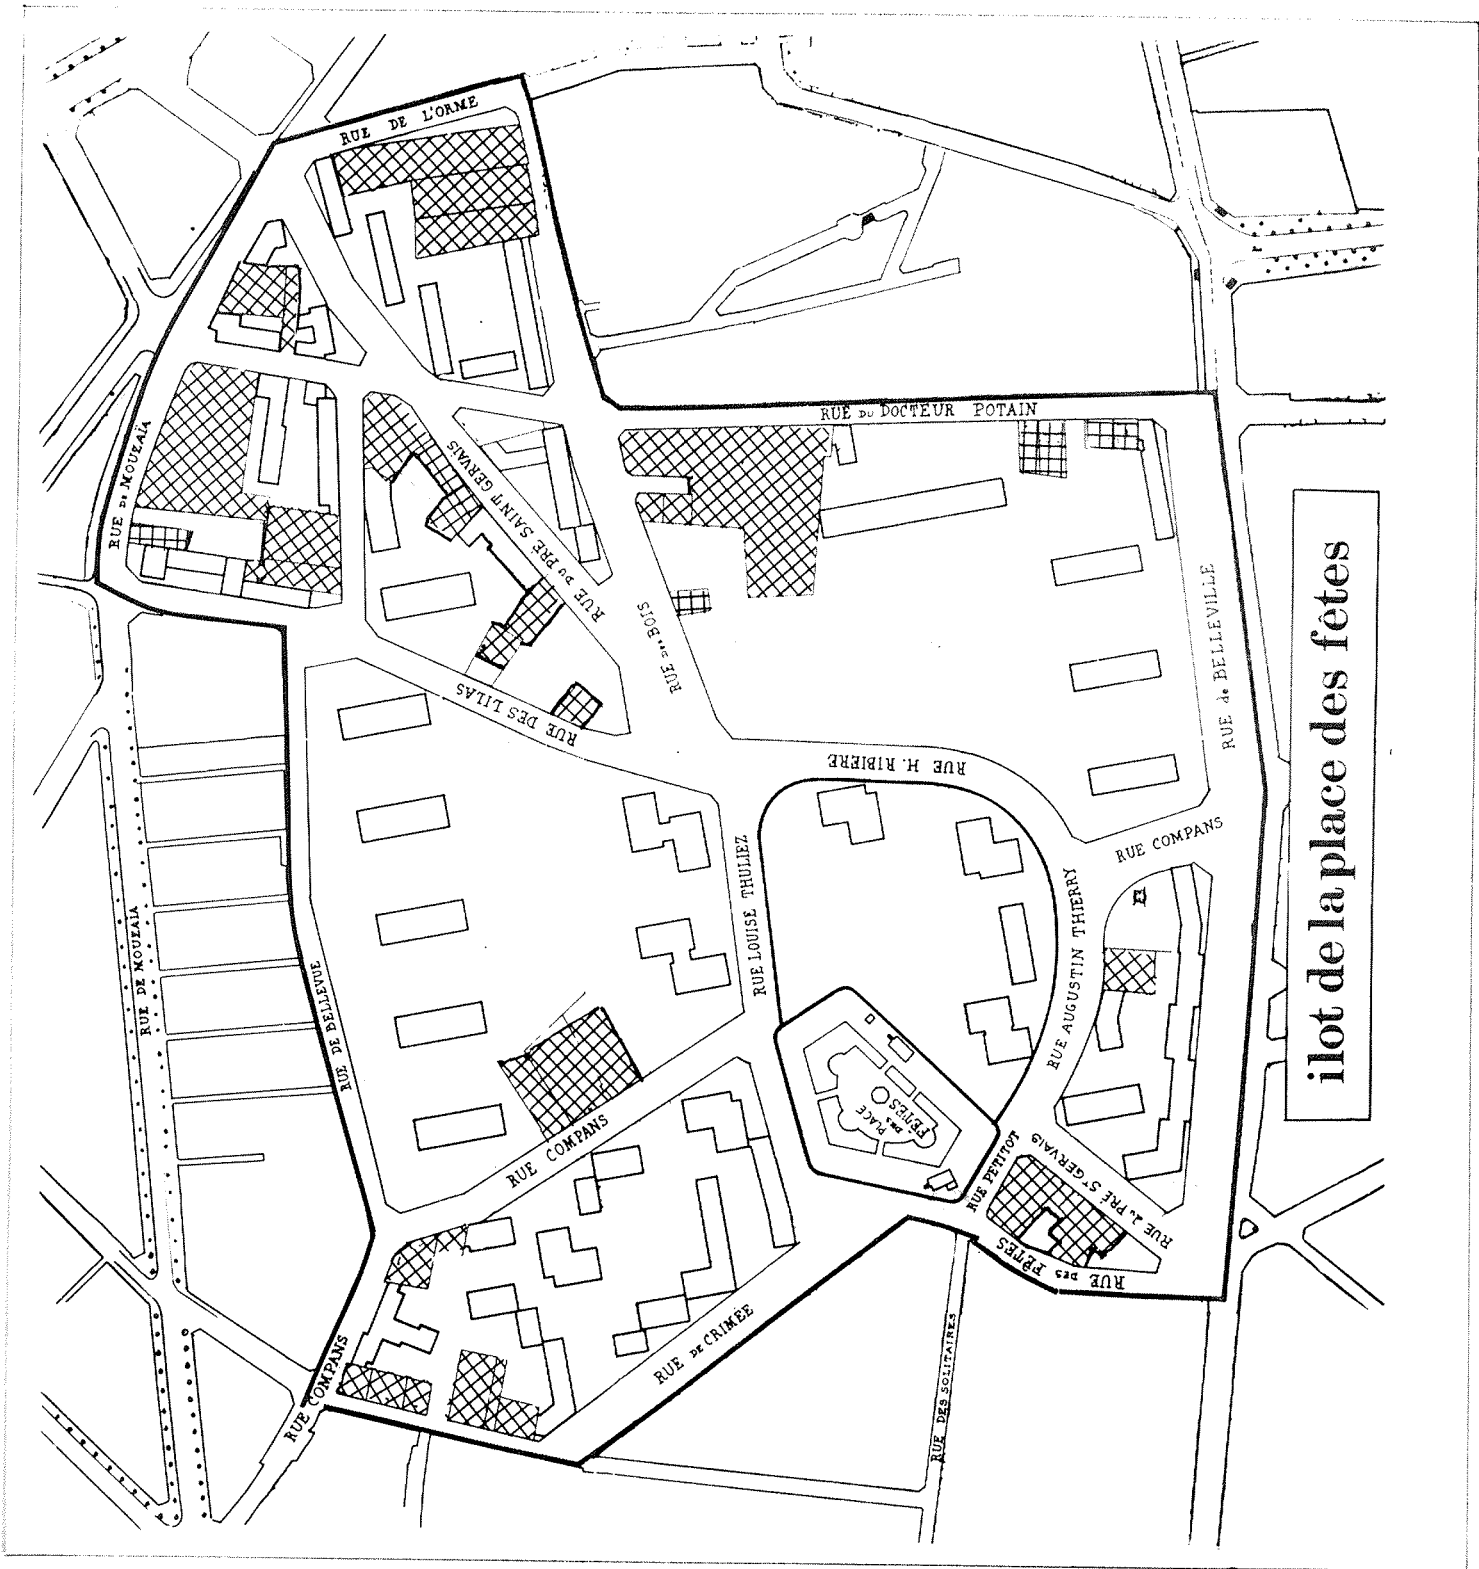 RUE DE L'ORME
RUE DE MOUZAÏA
RUE DU PRÉ SAINT GERVAIS
RUE DU DOCTEUR POTAIN
RUE DES BOIS
RUE DES LILAS
RUE de BELLEVILLE
RUE H. RIBIERE
RUE COMPANS
RUE LOUISE THULIEZ
RUE AUGUSTIN THIERRY
RUE DE MOUZAÏA
RUE DE BELLEVUE
PLACE
DES
FÊTES
RUE COMPANS
RUE PETITOT
RUE du PRÉ St GERVAIS
RUE DES FÊTES
RUE DE CRIMÉE
RUE COMPANS
RUE DES SOLITAIRES
ilot de la place des fêtes